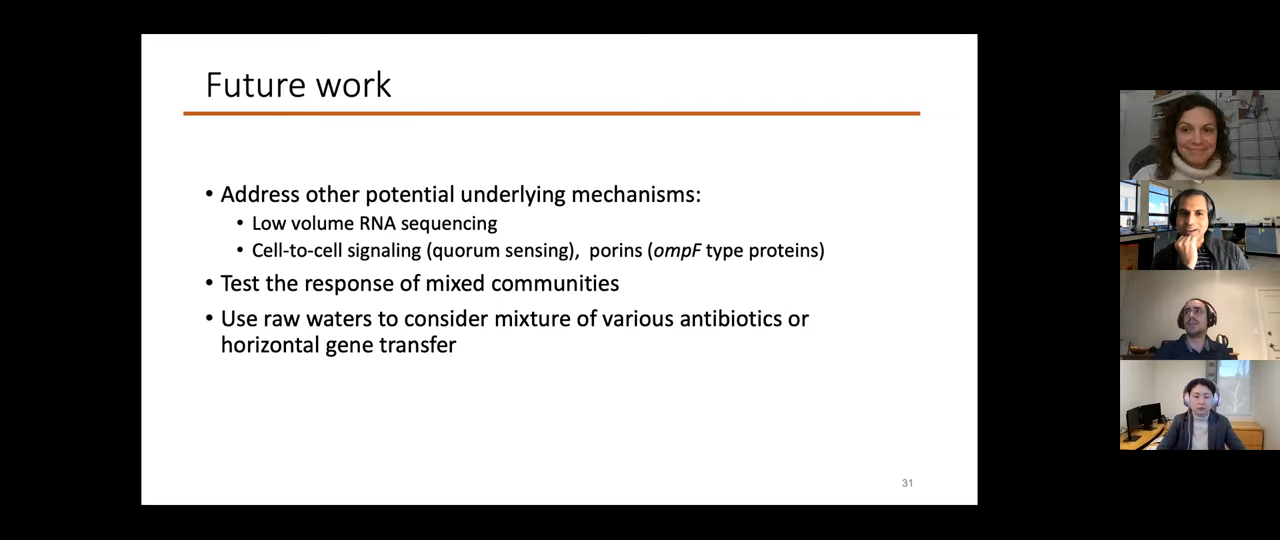 Future work
• Address other potential underlying mechanisms:
• Low volume RNA sequencing
• Cell-to-cell signaling (quorum sensing),  porins (ompF type proteins)
• Test the response of mixed communities
• Use raw waters to consider mixture of various antibiotics or
horizontal gene transfer
31